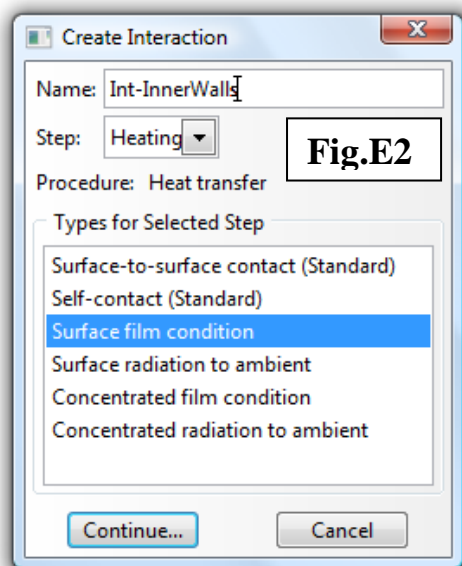 Create Interaction
Name: Int-InnerWalls
Step: Heating
Fig.E2
Procedure: Heat transfer
Types for Selected Step
Surface-to-surface contact (Standard)
Self-contact (Standard)
Surface film condition
Surface radiation to ambient
Concentrated film condition
Concentrated radiation to ambient
Continue... Cancel